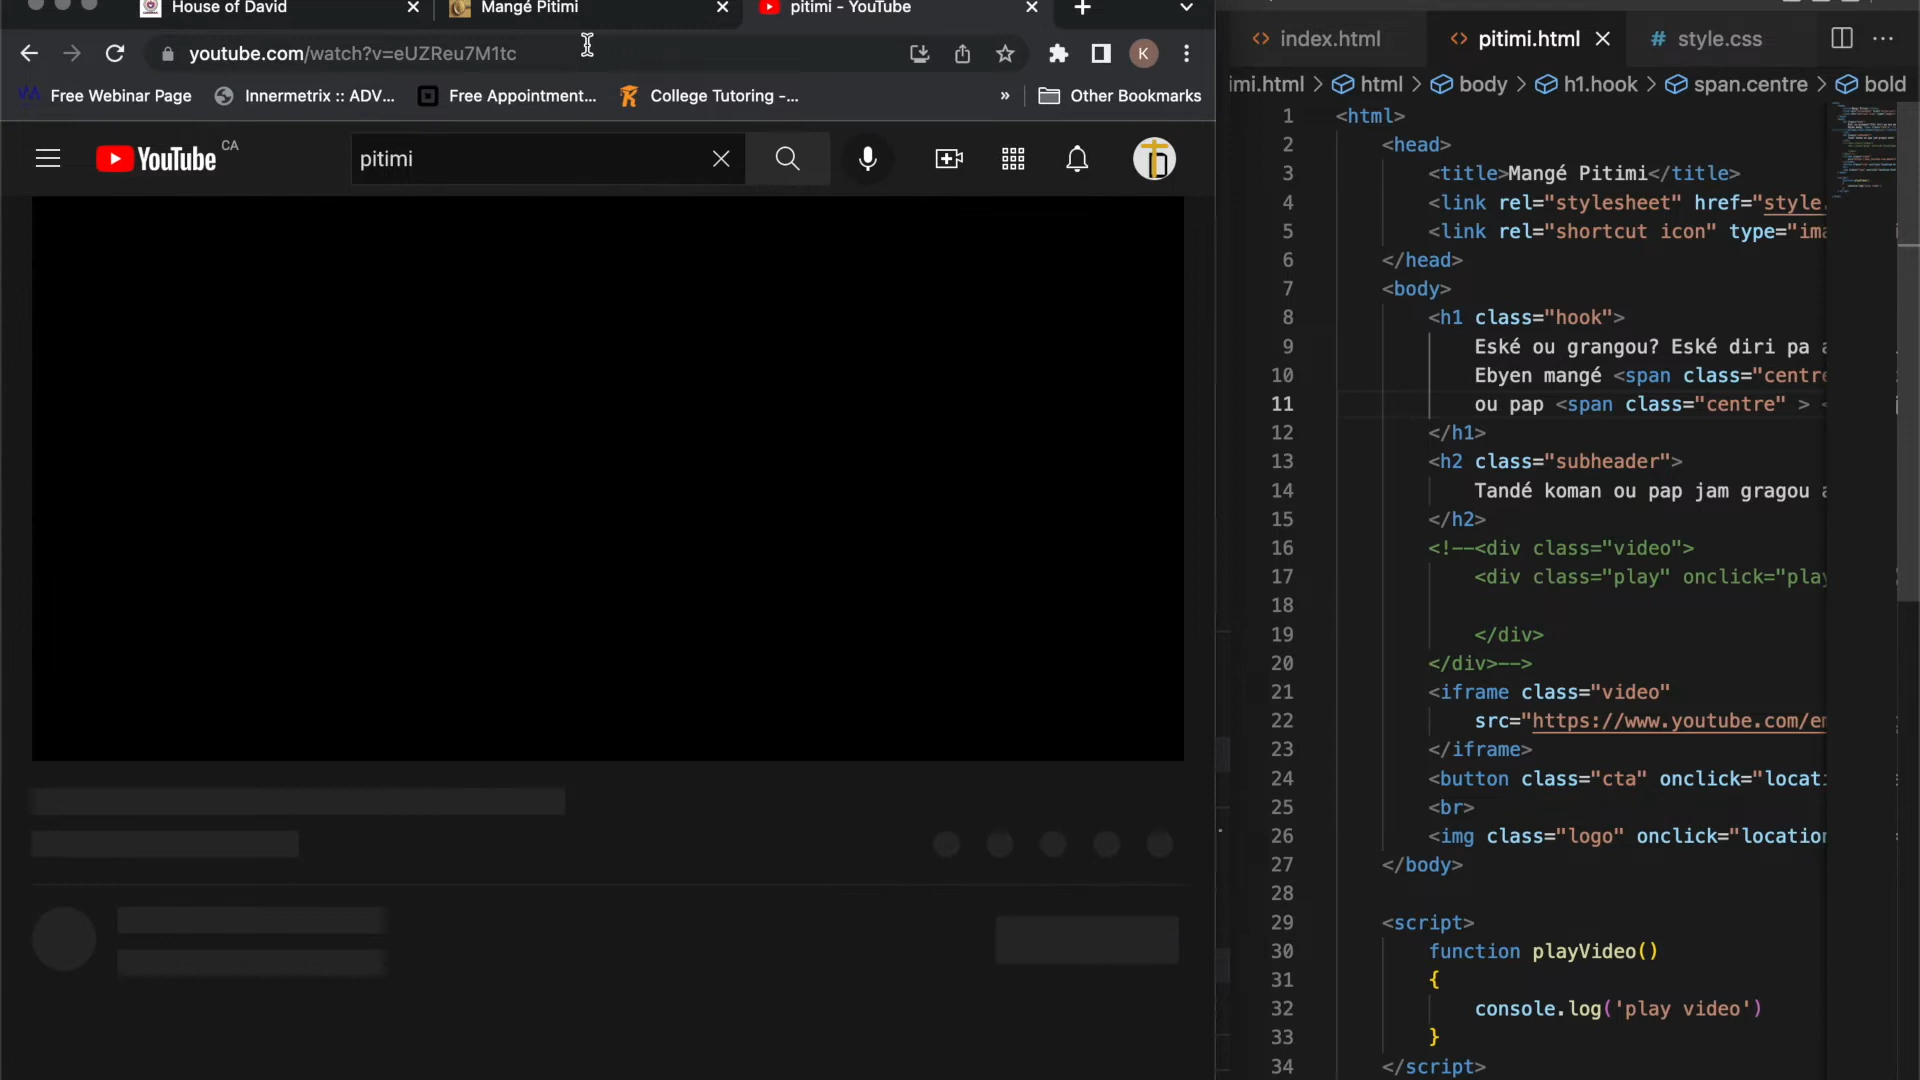 House of David
Mangé Pitimi
pitimi - YouTube
youtube.com/watch?v=eUZReu7M1tc
K
Free Webinar Page
Innermetrix :: ADV...
Free Appointment...
College Tutoring -...
»
Other Bookmarks
YouTube CA
pitimi
index.html
pitimi.html
# style.css
imi.html > html > body > h1.hook > span.centre > bold
1 <html>
2 <head>
3 <title>Mangé Pitimi</title>
4 <link rel="stylesheet" href="style.
5 <link rel="shortcut icon" type="ima
6 </head>
7 <body>
8 <h1 class="hook">
9 Eské ou grangou? Eské diri pa a
10 Ebyen mangé <span class="centre
11 ou pap <span class="centre" > <
12 </h1>
13 <h2 class="subheader">
14 Tandé koman ou pap jam gragou a
15 </h2>
16 <!--<div class="video">
17 <div class="play" onclick="play
18
19 </div>
20 </div>-->
21 <iframe class="video"
22 src="https://www.youtube.com/em
23 </iframe>
24 <button class="cta" onclick="locati
25 <br>
26 <img class="logo" onclick="location
27 </body>
28
29 <script>
30 function playVideo()
31 {
32 console.log('play video')
33 }
34 </script>